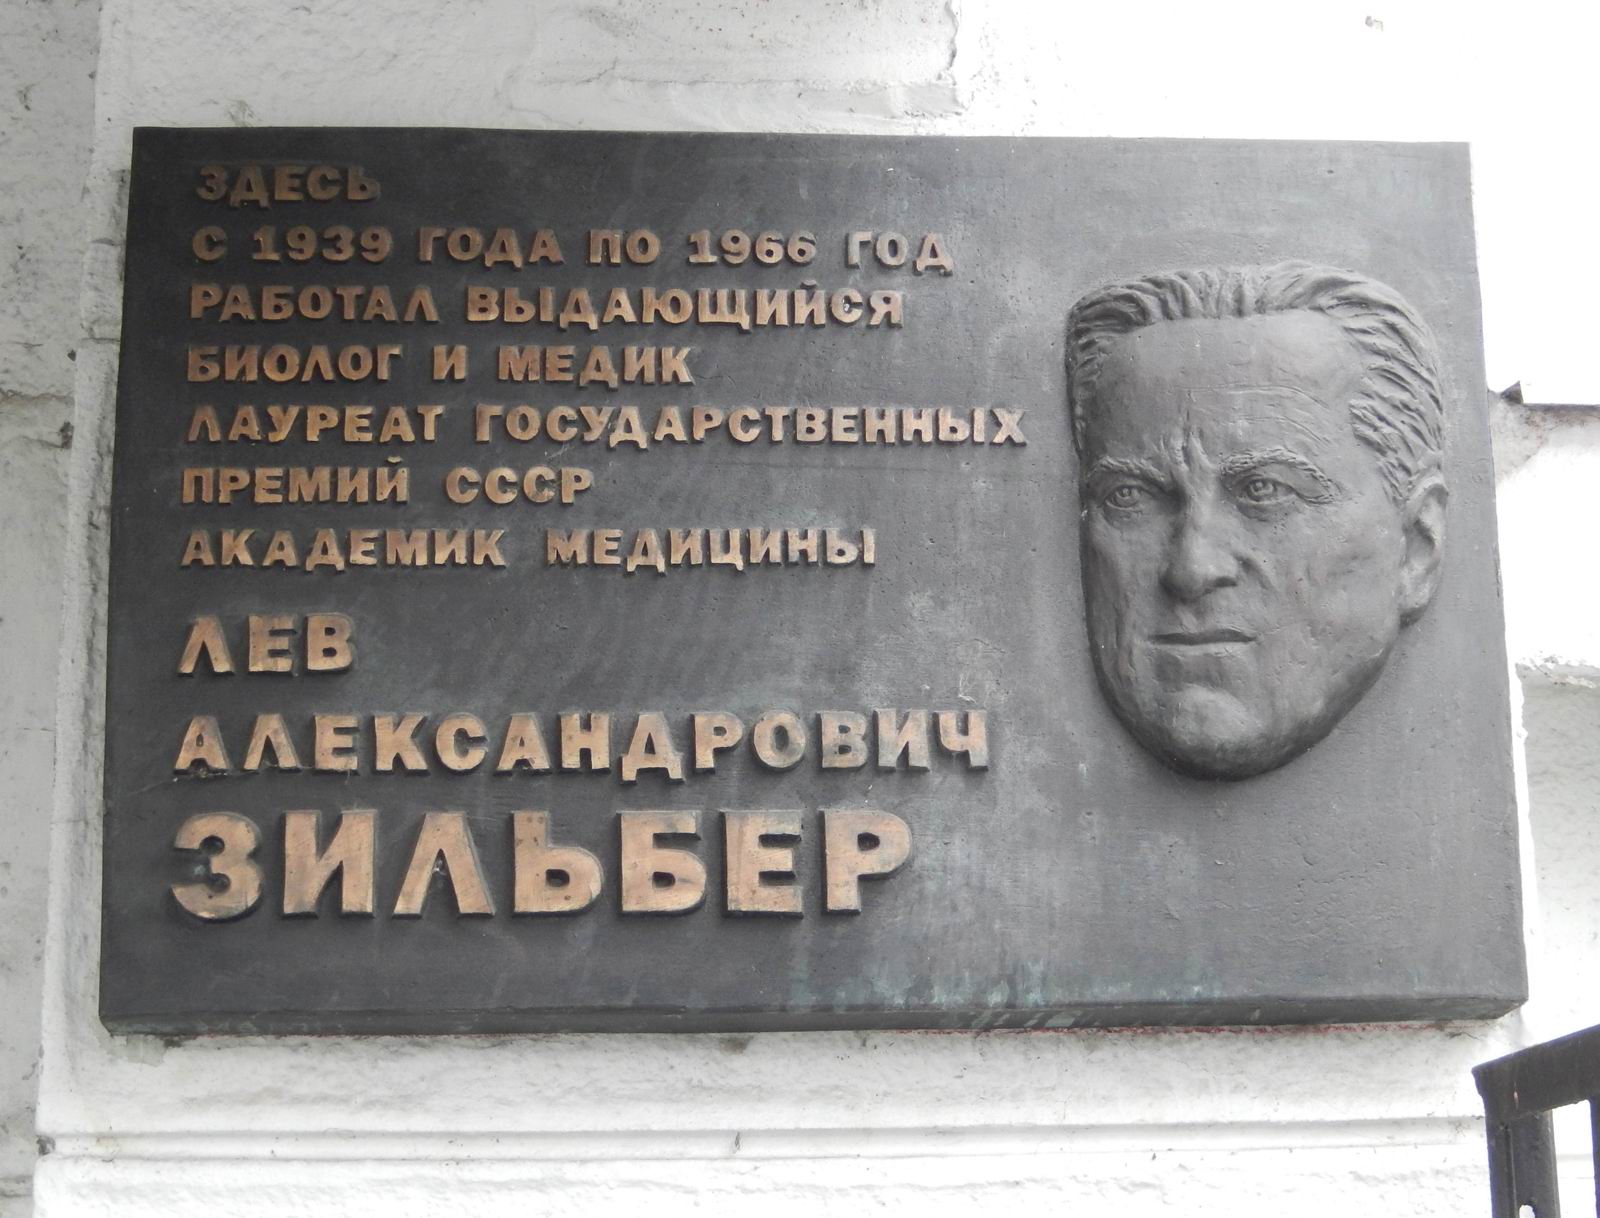 ЗДЕСЬ
С 1939 ГОДА ПО 1966 ГОД
РАБОТАЛ ВЫДАЮЩИЙСЯ
БИОЛОГ И МЕДИК
ЛАУРЕАТ ГОСУДАРСТВЕННЫХ
ПРЕМИЙ СССР
АКАДЕМИК МЕДИЦИНЫ
ЛЕВ
АЛЕКСАНДРОВИЧ
ЗИЛЬБЕР